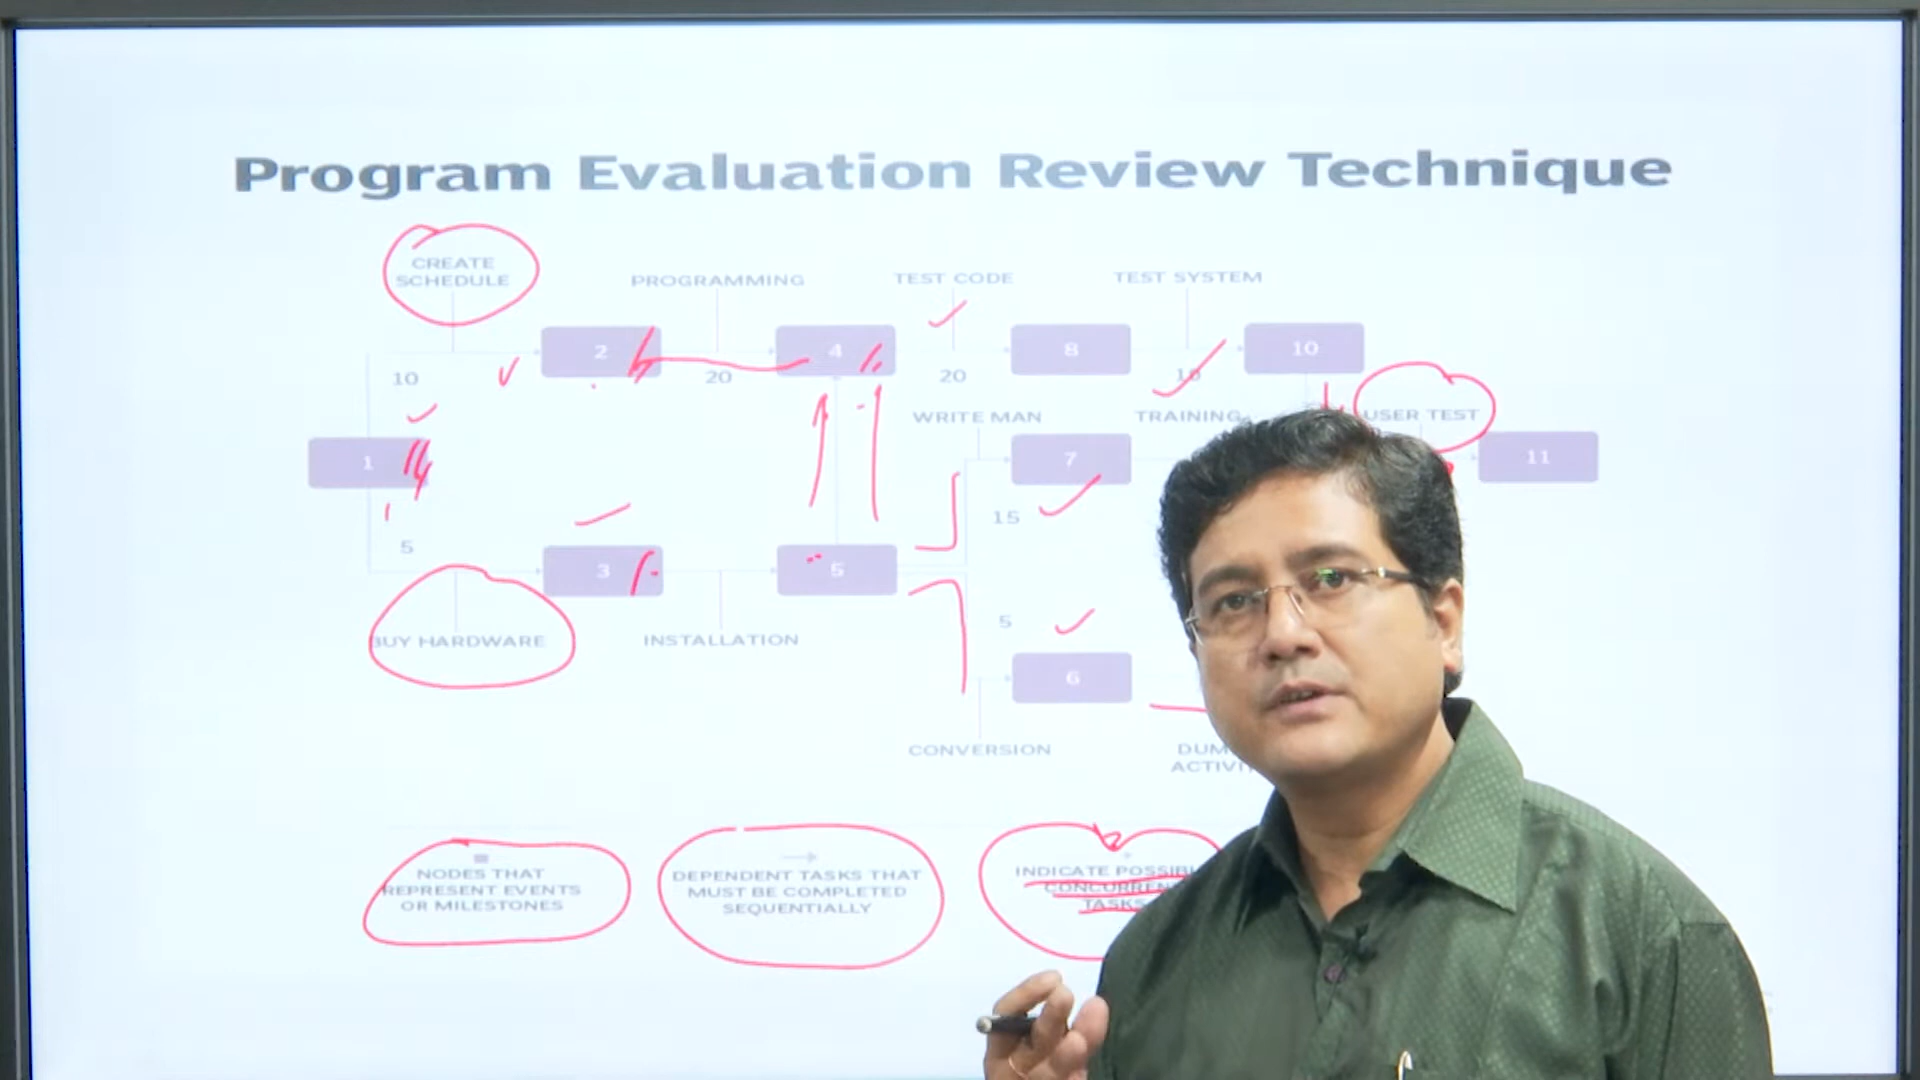 Program Evaluation Review Technique
CREATE
SCHEDULE
PROGRAMMING
TEST CODE
TEST SYSTEM
2
4
8
10
10
20
20
WRITE MAN
TRAINING
USER TEST
1
7
11
15
5
3
5
5
BUY HARDWARE
INSTALLATION
6
CONVERSION
NODES THAT
REPRESENT EVENTS
OR MILESTONES
DEPENDENT TASKS THAT
MUST BE COMPLETED
SEQUENTIALLY
INDICATE
TASKS